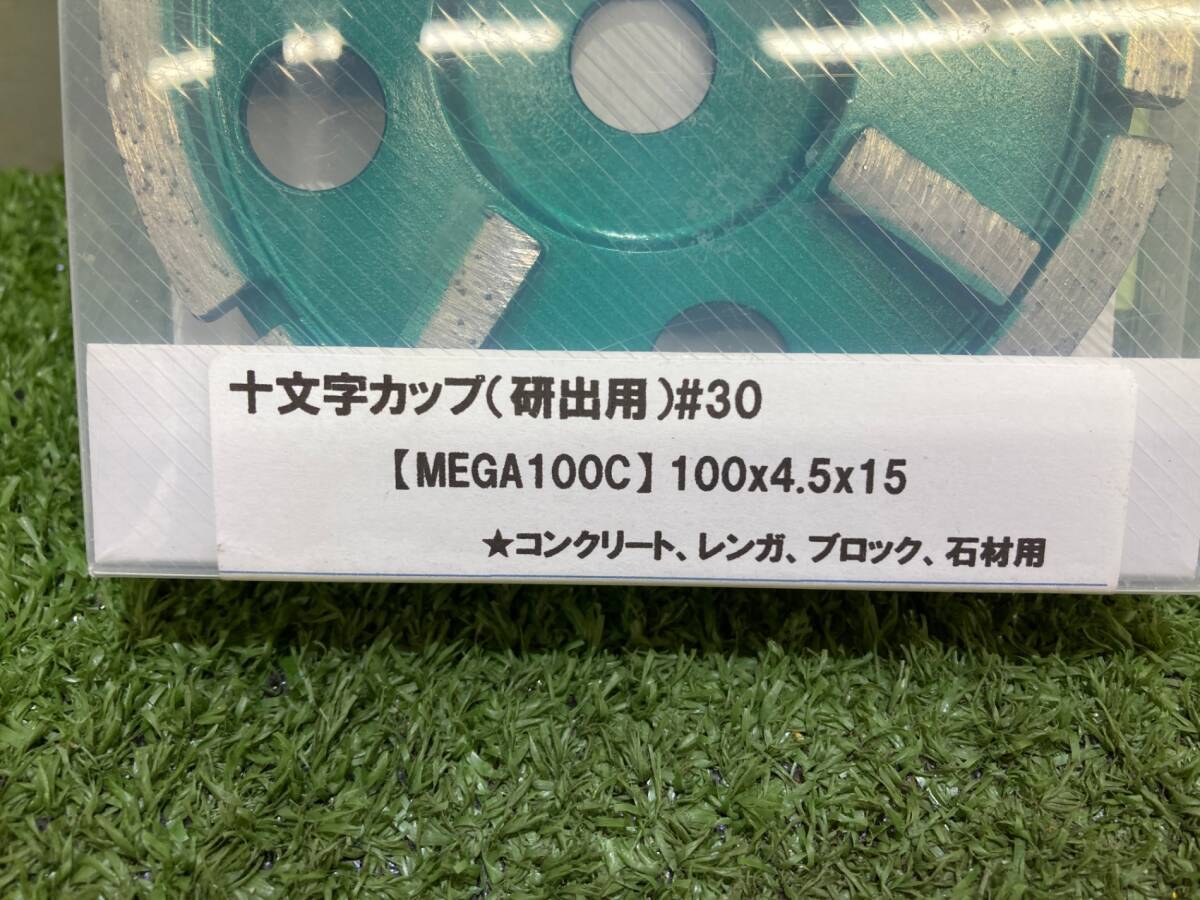 十文字カップ(研出用)#30
【MEGA100C】100x4.5x15
★コンクリート、レンガ、ブロック、石材用